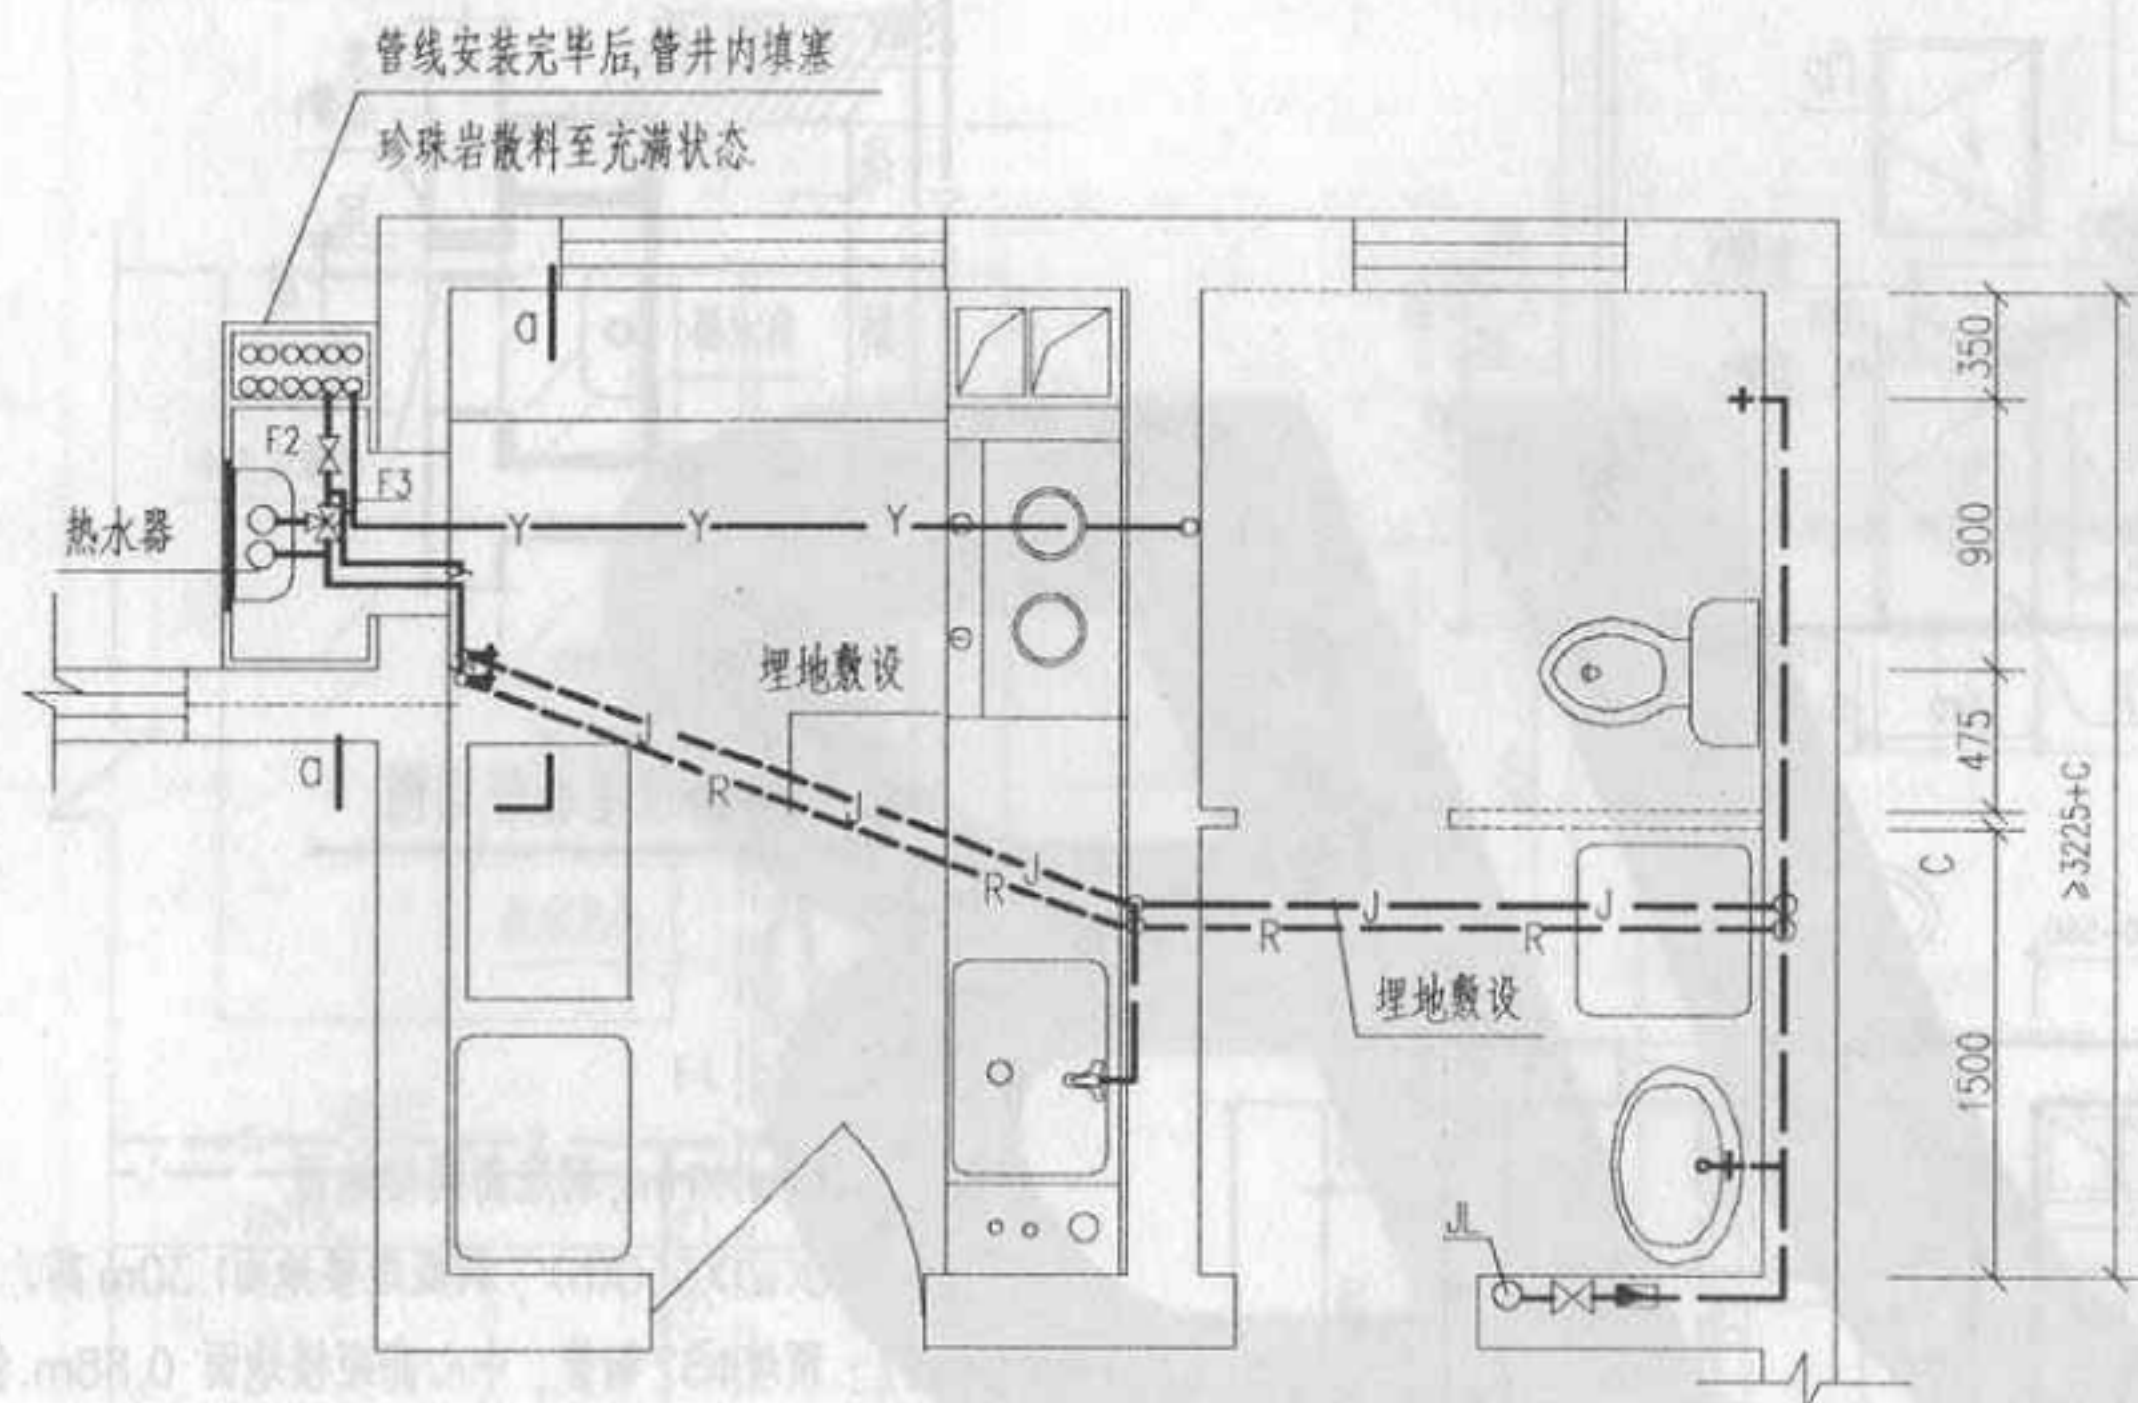 管线安装完毕后,管井内填塞
珍珠岩散料至充满状态
a
F2
F3
热水器
Y Y Y
埋地敷设
a
J
R
J
J
R
J J
R R
埋地敷设
JL
350
900
475
C
1500
≥3225+C